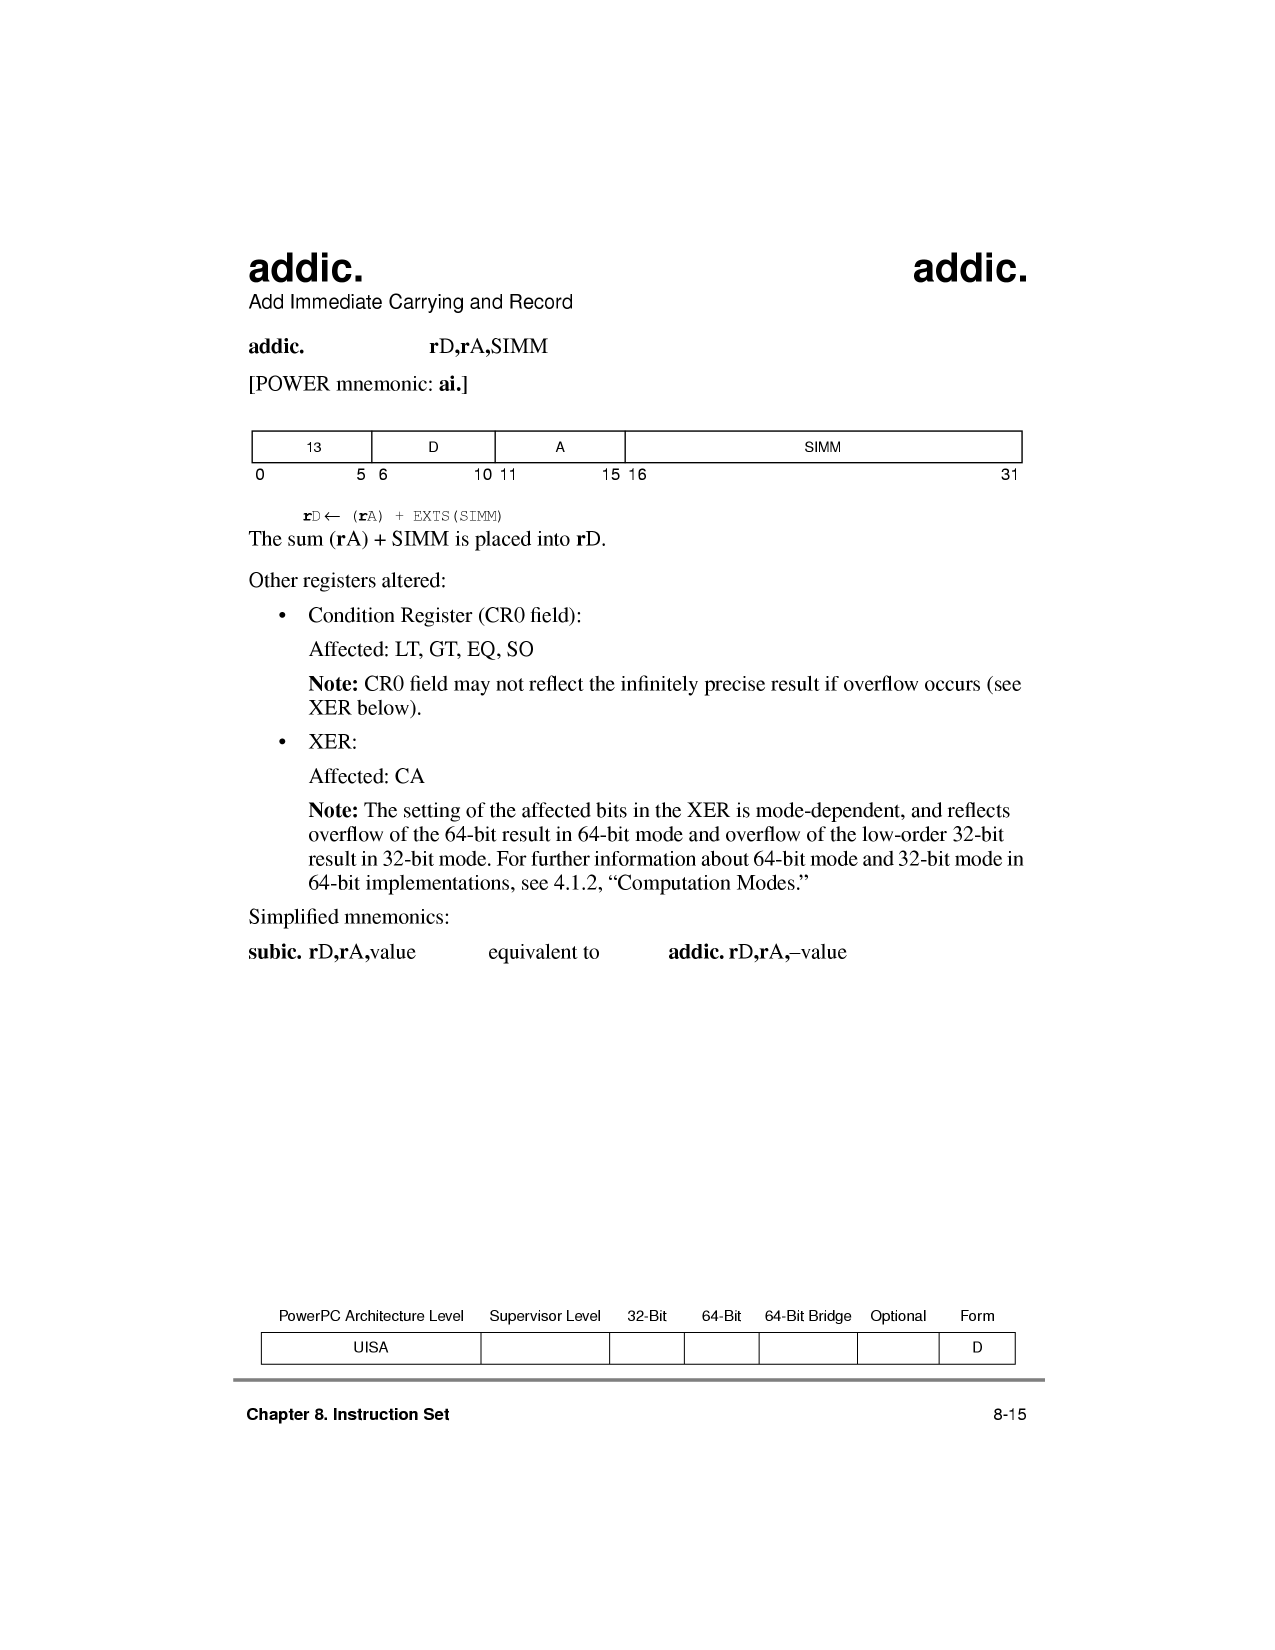 addic. addic.
Add Immediate Carrying and Record
addic. rD,rA,SIMM
[POWER mnemonic: ai.]
13 D A SIMM
0 5 6 10 11 15 16 31
rD← (rA) + EXTS(SIMM)
The sum (rA) + SIMM is placed into rD.
Other registers altered:
• Condition Register (CR0 field):
Affected: LT, GT, EQ, SO
Note: CR0 field may not reflect the infinitely precise result if overflow occurs (see
XER below).
• XER:
Affected: CA
Note: The setting of the affected bits in the XER is mode-dependent, and reflects
overflow of the 64-bit result in 64-bit mode and overflow of the low-order 32-bit
result in 32-bit mode. For further information about 64-bit mode and 32-bit mode in
64-bit implementations, see 4.1.2, “Computation Modes.”
Simplified mnemonics:
subic. rD,rA,value equivalent to addic. rD,rA,–value
PowerPC Architecture Level Supervisor Level 32-Bit 64-Bit 64-Bit Bridge Optional Form
UISA D
Chapter 8. Instruction Set 8-15